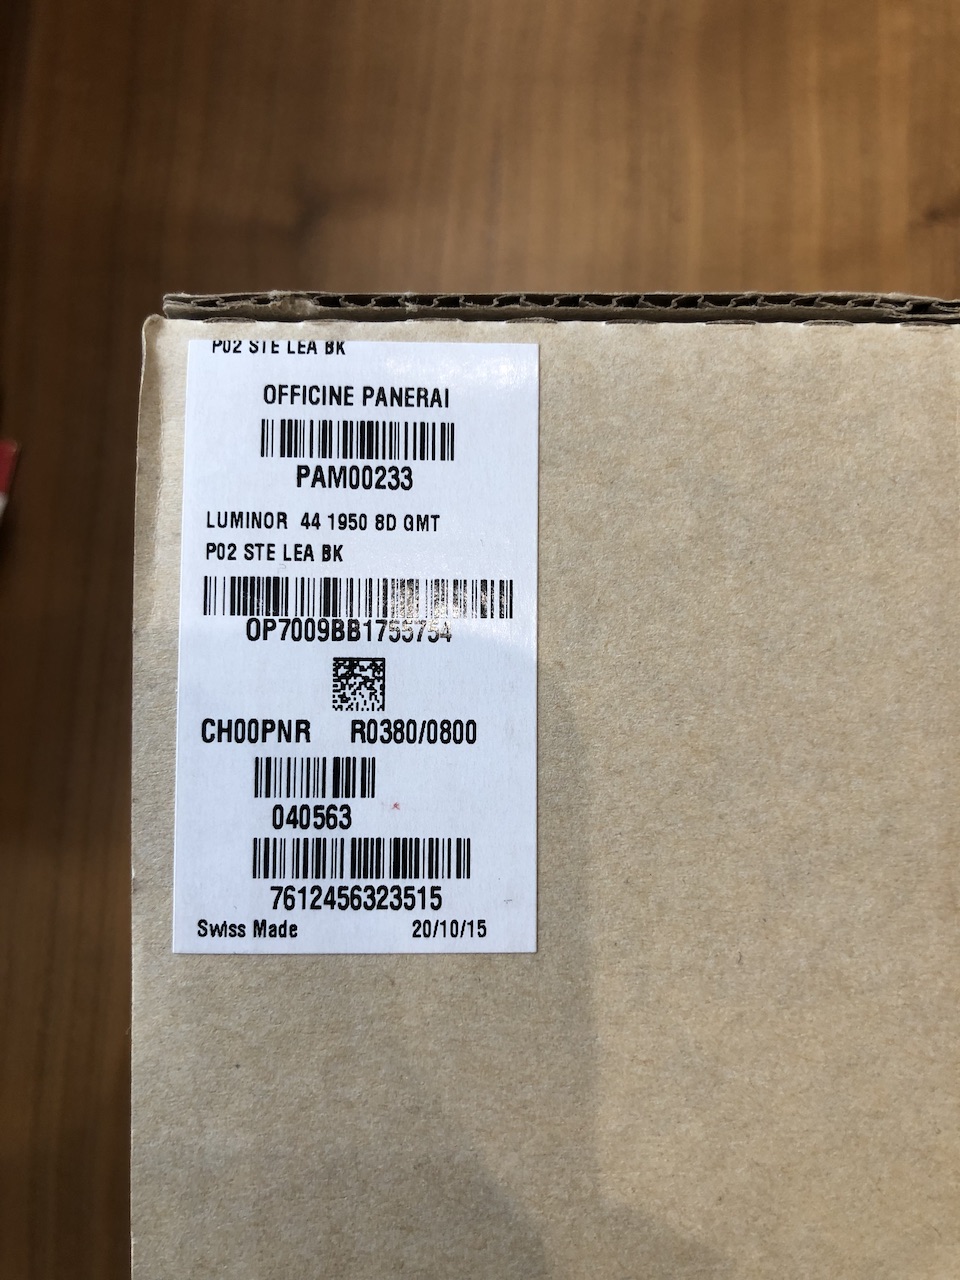 P02 STE LEA BK
OFFICINE PANERAI
PAM00233
LUMINOR 44 1950 8D GMT
P02 STE LEA BK
OP7009BB1755754
CH00PNR R0380/0800
040563
7612456323515
Swiss Made 20/10/15